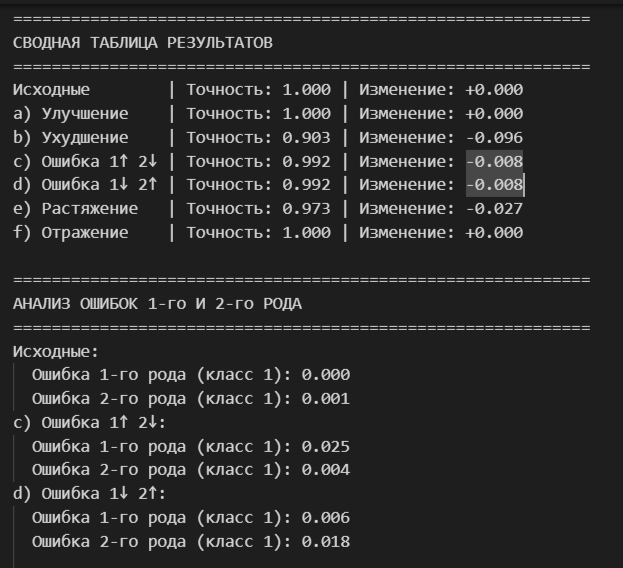 ============================================================
СВОДНАЯ ТАБЛИЦА РЕЗУЛЬТАТОВ
============================================================
Исходные        | Точность: 1.000 | Изменение: +0.000
a) Улучшение    | Точность: 1.000 | Изменение: +0.000
b) Ухудшение    | Точность: 0.903 | Изменение: -0.096
c) Ошибка 1↑ 2↓ | Точность: 0.992 | Изменение: -0.008
d) Ошибка 1↓ 2↑ | Точность: 0.992 | Изменение: -0.008
e) Растяжение   | Точность: 0.973 | Изменение: -0.027
f) Отражение    | Точность: 1.000 | Изменение: +0.000
============================================================
АНАЛИЗ ОШИБОК 1-го И 2-го РОДА
============================================================
Исходные:
  Ошибка 1-го рода (класс 1): 0.000
  Ошибка 2-го рода (класс 1): 0.001
c) Ошибка 1↑ 2↓:
  Ошибка 1-го рода (класс 1): 0.025
  Ошибка 2-го рода (класс 1): 0.004
d) Ошибка 1↓ 2↑:
  Ошибка 1-го рода (класс 1): 0.006
  Ошибка 2-го рода (класс 1): 0.018